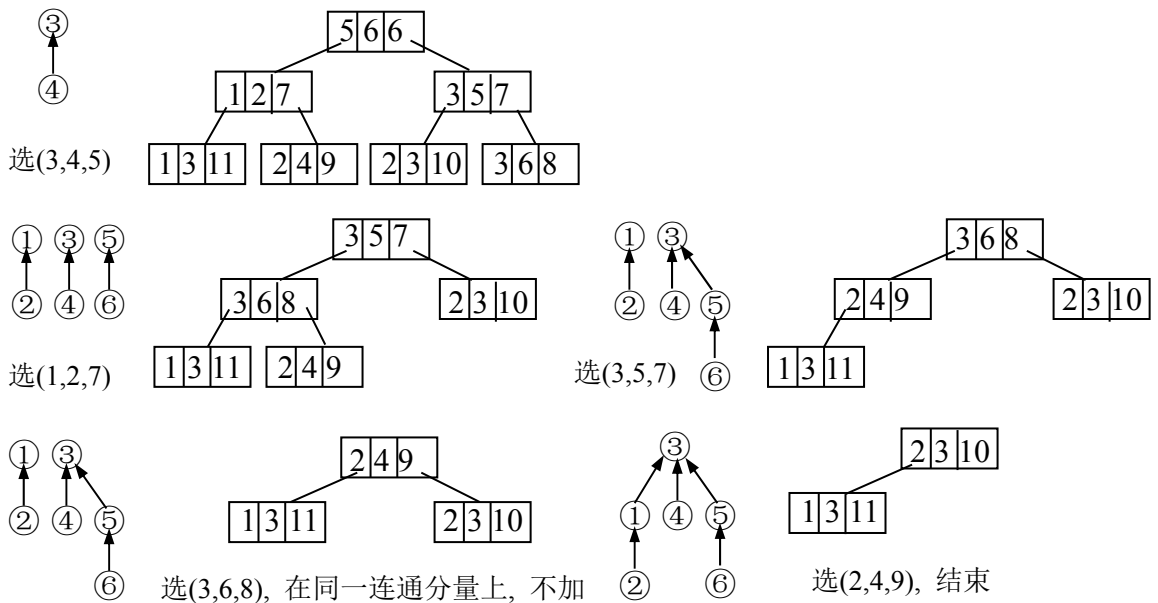 ③
5 6 6
④
1 2 7
3 5 7
选(3,4,5)
1 3 11
2 4 9
2 3 10
3 6 8
① ③ ⑤
3 5 7
② ④ ⑥
3 6 8
2 3 10
选(1,2,7)
1 3 11
2 4 9
① ③
3 6 8
② ④ ⑤
2 4 9
2 3 10
选(3,5,7)
⑥
1 3 11
① ③
2 4 9
② ④ ⑤
1 3 11
2 3 10
⑥
选(3,6,8), 在同一连通分量上, 不加
③
2 3 10
① ④ ⑤
1 3 11
② ⑥
选(2,4,9), 结束